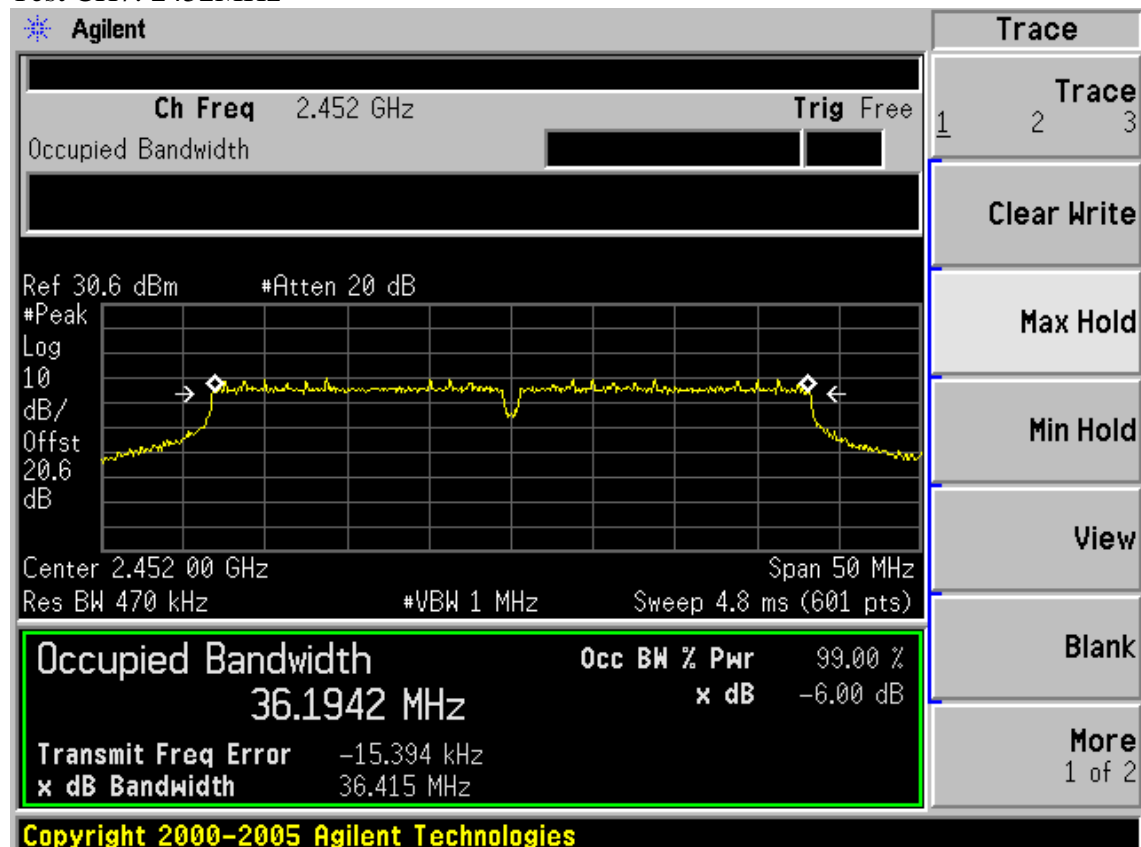 Agilent
Trace
Ch Freq 2.452 GHz Trig Free
Occupied Bandwidth
Trace
1 2 3
Clear Write
Max Hold
Min Hold
View
Blank
More
1 of 2
Ref 30.6 dBm #Atten 20 dB
#Peak
Log
10
dB/
Offst
20.6
dB
Center 2.452 00 GHz Span 50 MHz
Res BW 470 kHz #VBW 1 MHz Sweep 4.8 ms (601 pts)
Occupied Bandwidth Occ BW % Pwr 99.00 %
36.1942 MHz x dB -6.00 dB
Transmit Freq Error -15.394 kHz
x dB Bandwidth 36.415 MHz
Copyright 2000-2005 Agilent Technologies